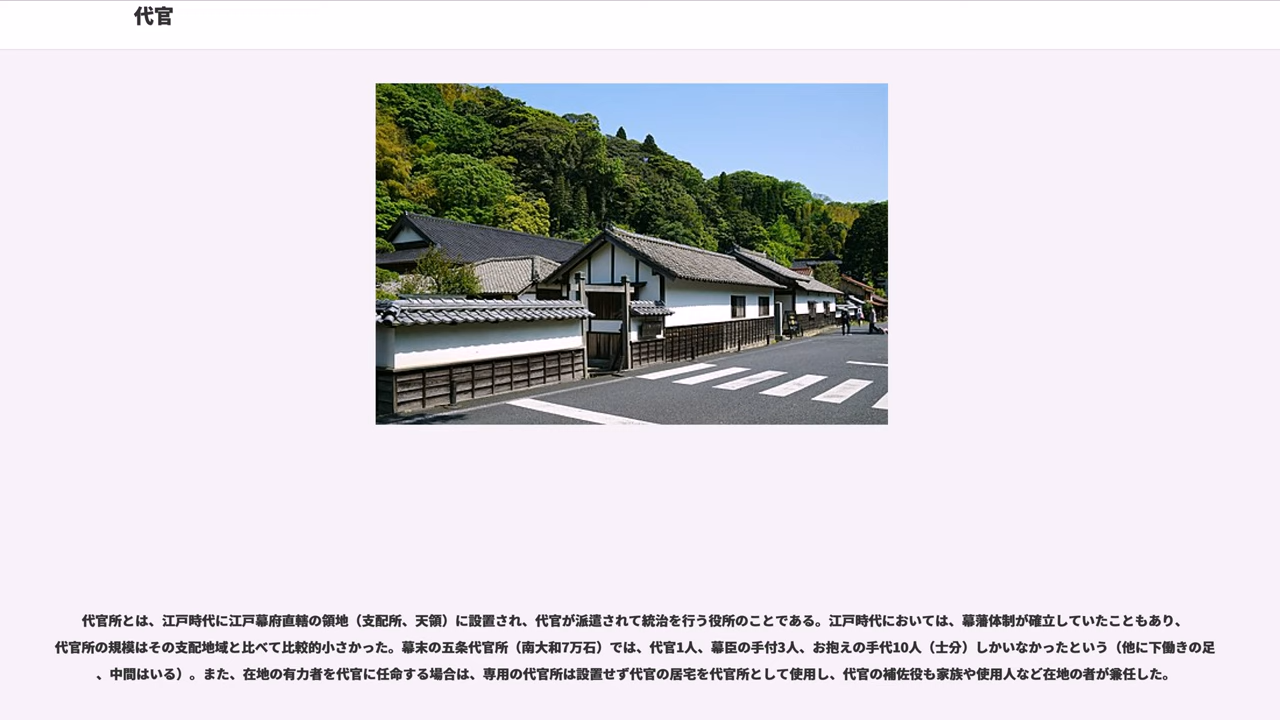 代官
代官所とは、江戸時代に江戸幕府直轄の領地（支配所、天領）に設置され、代官が派遣されて統治を行う役所のことである。江戸時代においては、幕藩体制が確立していたこともあり、
代官所の規模はその支配地域と比べて比較的小さかった。幕末の五条代官所（南大和7万石）では、代官1人、幕臣の手付3人、お抱えの手代10人（士分）しかいなかったという（他に下働きの足
、中間はいる）。また、在地の有力者を代官に任命する場合は、専用の代官所は設置せず代官の居宅を代官所として使用し、代官の補佐役も家族や使用人など在地の者が兼任した。